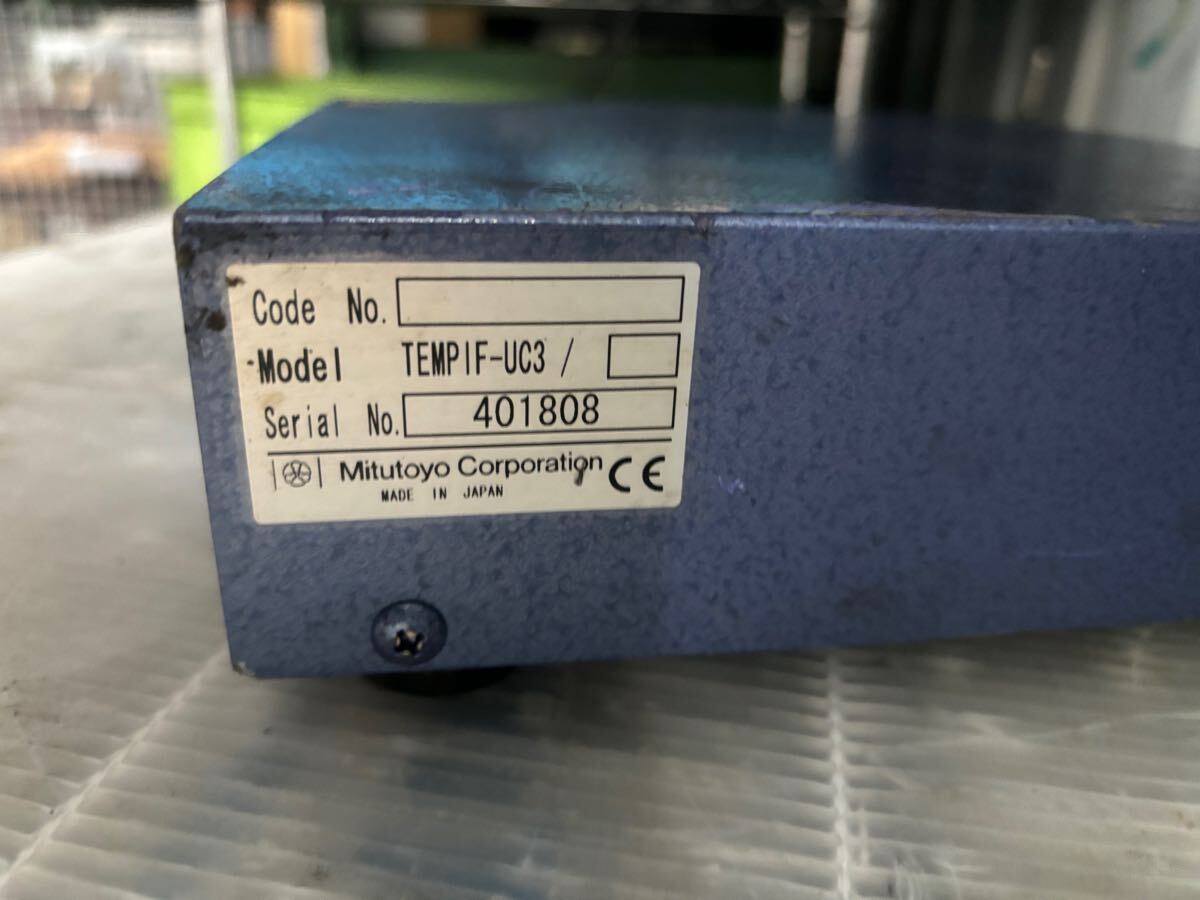 Code No.
Model TEMPIF-UC3 /
Serial No. 401808
Mitutoyo Corporation CE
MADE IN JAPAN